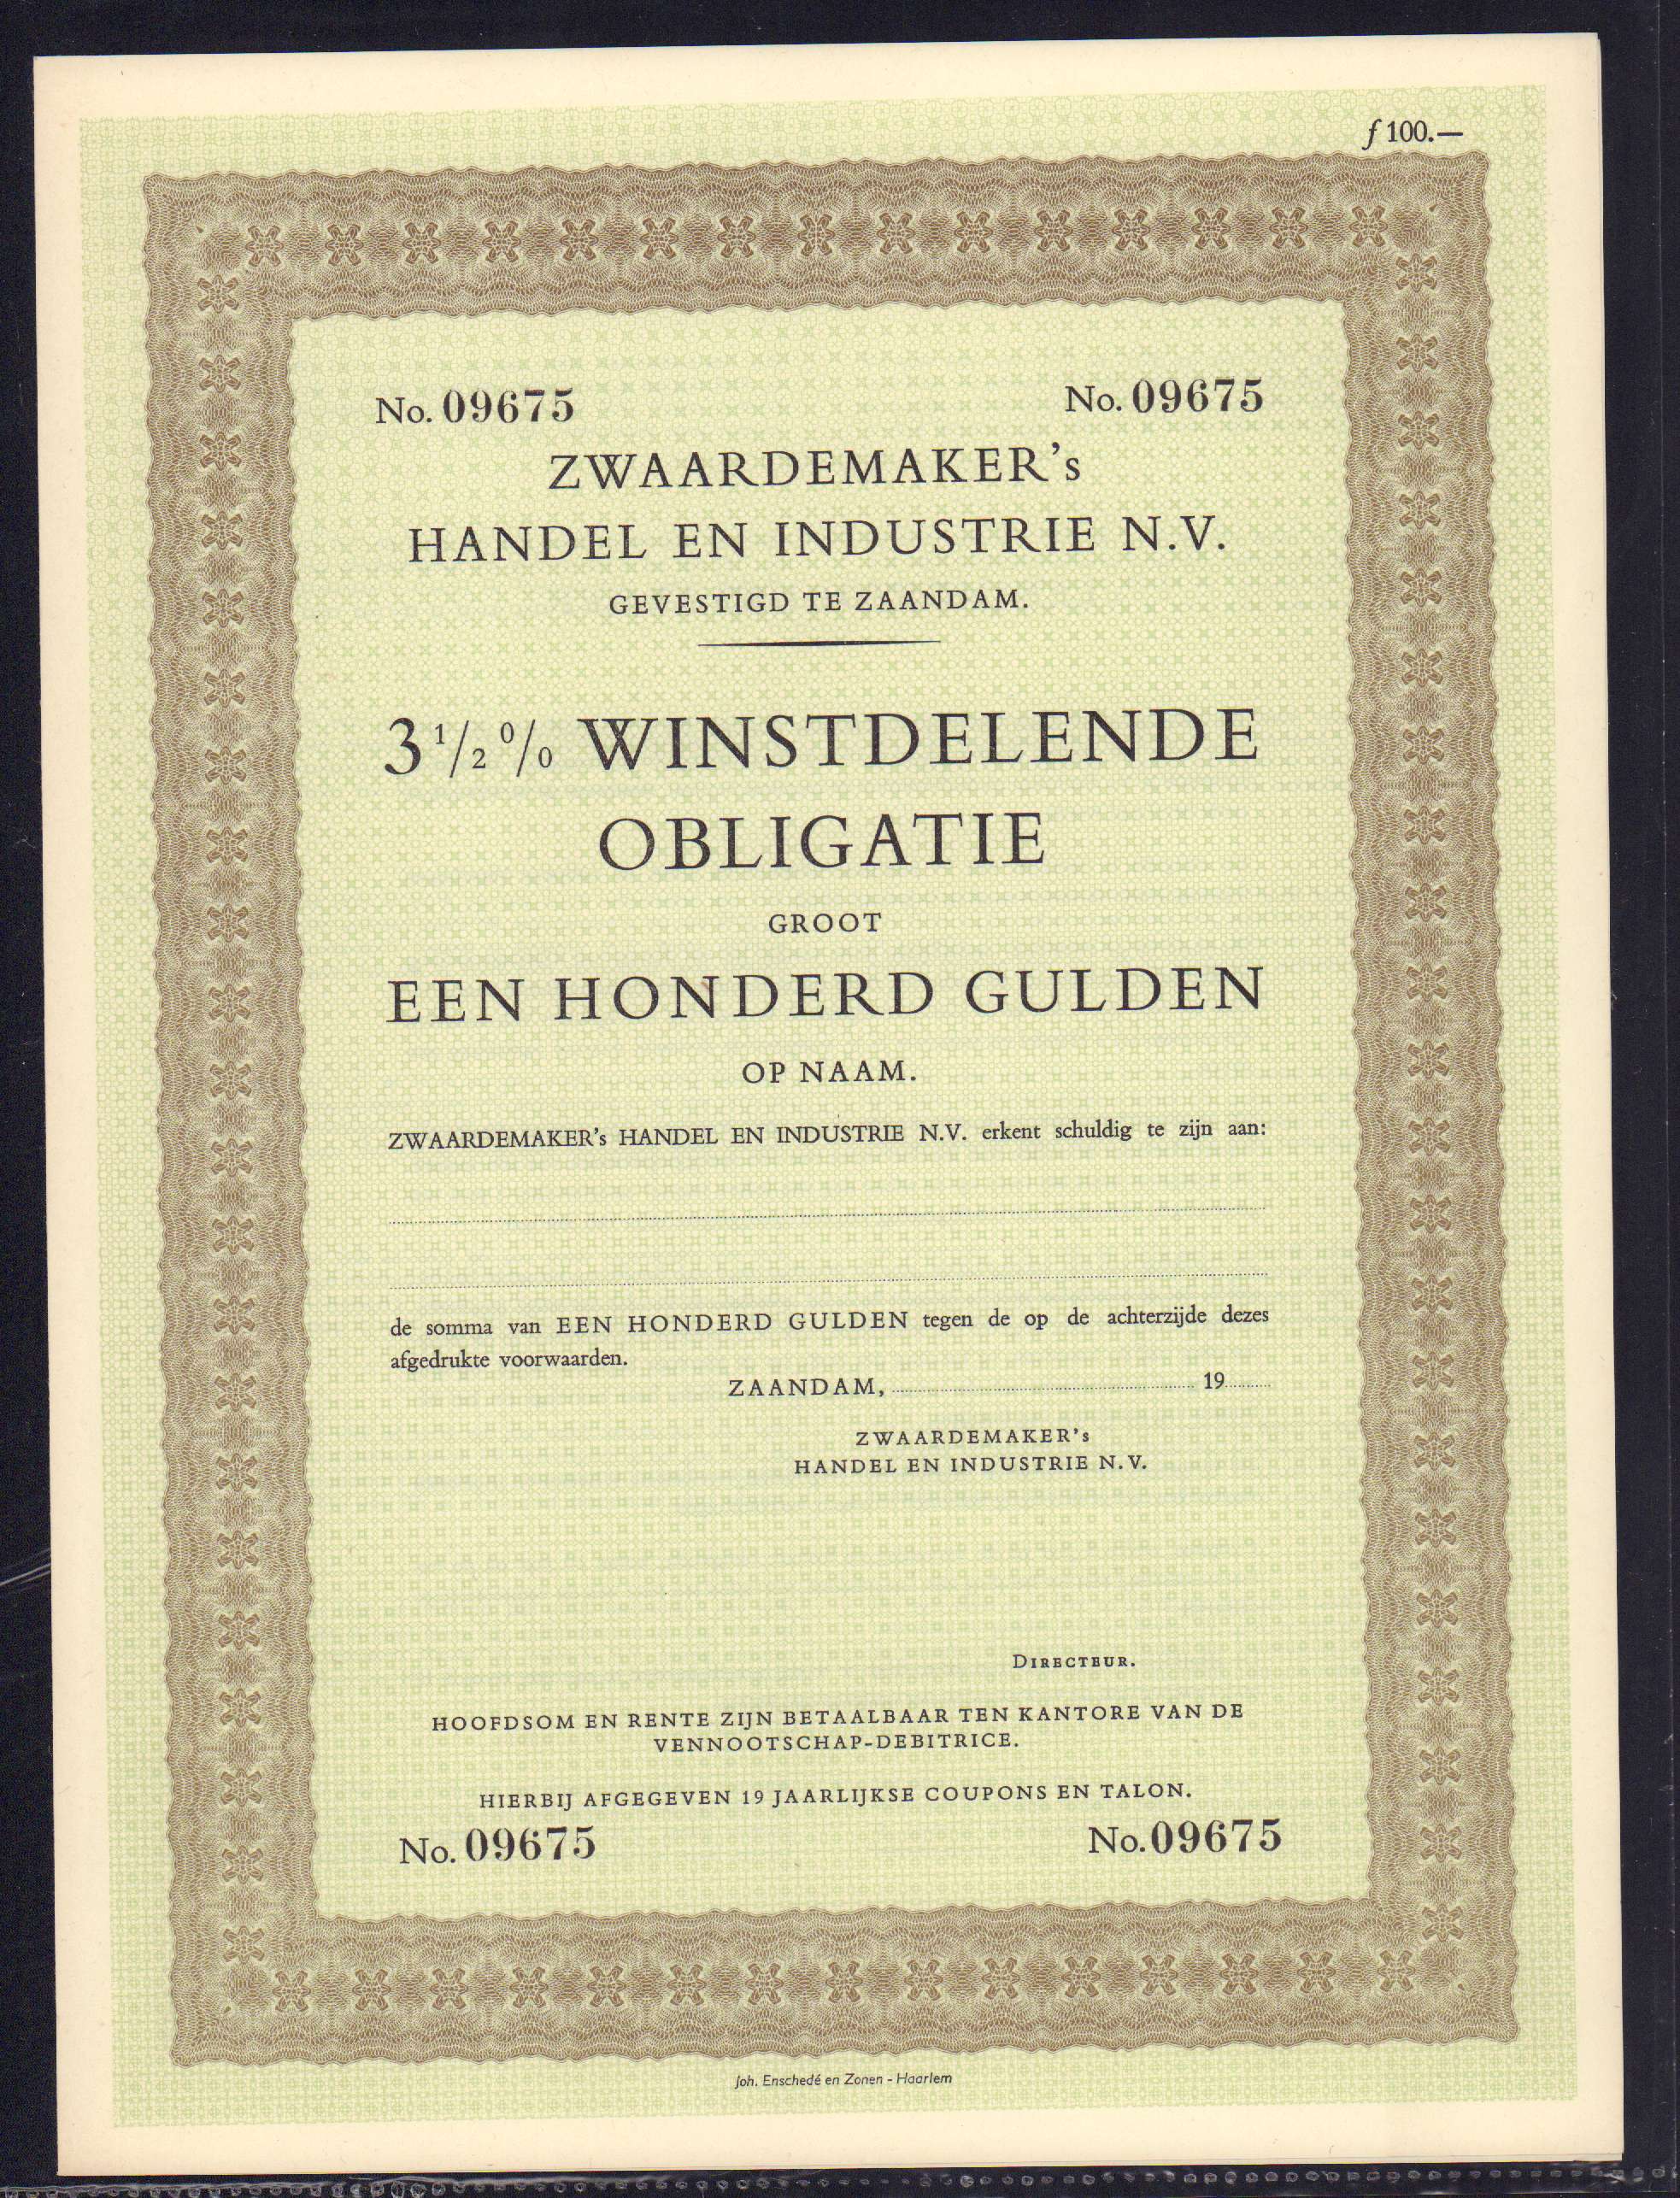 f 100.—
No. 09675 No. 09675
ZWAARDEMAKER's
HANDEL EN INDUSTRIE N.V.
GEVESTIGD TE ZAANDAM.
3 1/2 % WINSTDELENDE
OBLIGATIE
GROOT
EEN HONDERD GULDEN
OP NAAM.
ZWAARDEMAKER's HANDEL EN INDUSTRIE N.V. erkent schuldig te zijn aan:
de somma van EEN HONDERD GULDEN tegen de op de achterzijde dezes
afgedrukte voorwaarden.
ZAANDAM, 19
ZWAARDEMAKER's
HANDEL EN INDUSTRIE N.V.
DIRECTEUR.
HOOFDSOM EN RENTE ZIJN BETAALBAAR TEN KANTORE VAN DE
VENNOOTSCHAP-DEBITRICE.
HIERBIJ AFGEGEVEN 19 JAARLIJKSE COUPONS EN TALON.
No. 09675 No. 09675
Joh. Enschedé en Zonen - Haarlem